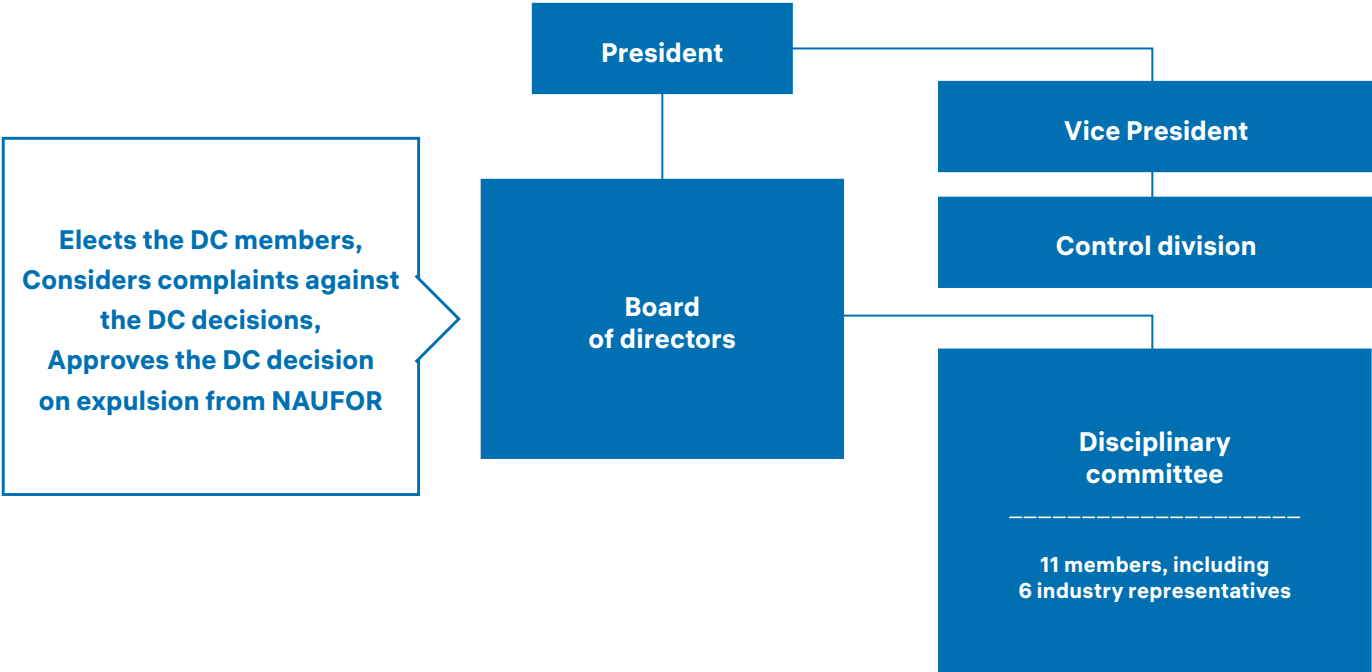 President
Vice President
Control division
Elects the DC members,
Considers complaints against
the DC decisions,
Approves the DC decision
on expulsion from NAUFOR
Board
of directors
Disciplinary
committee
11 members, including
6 industry representatives